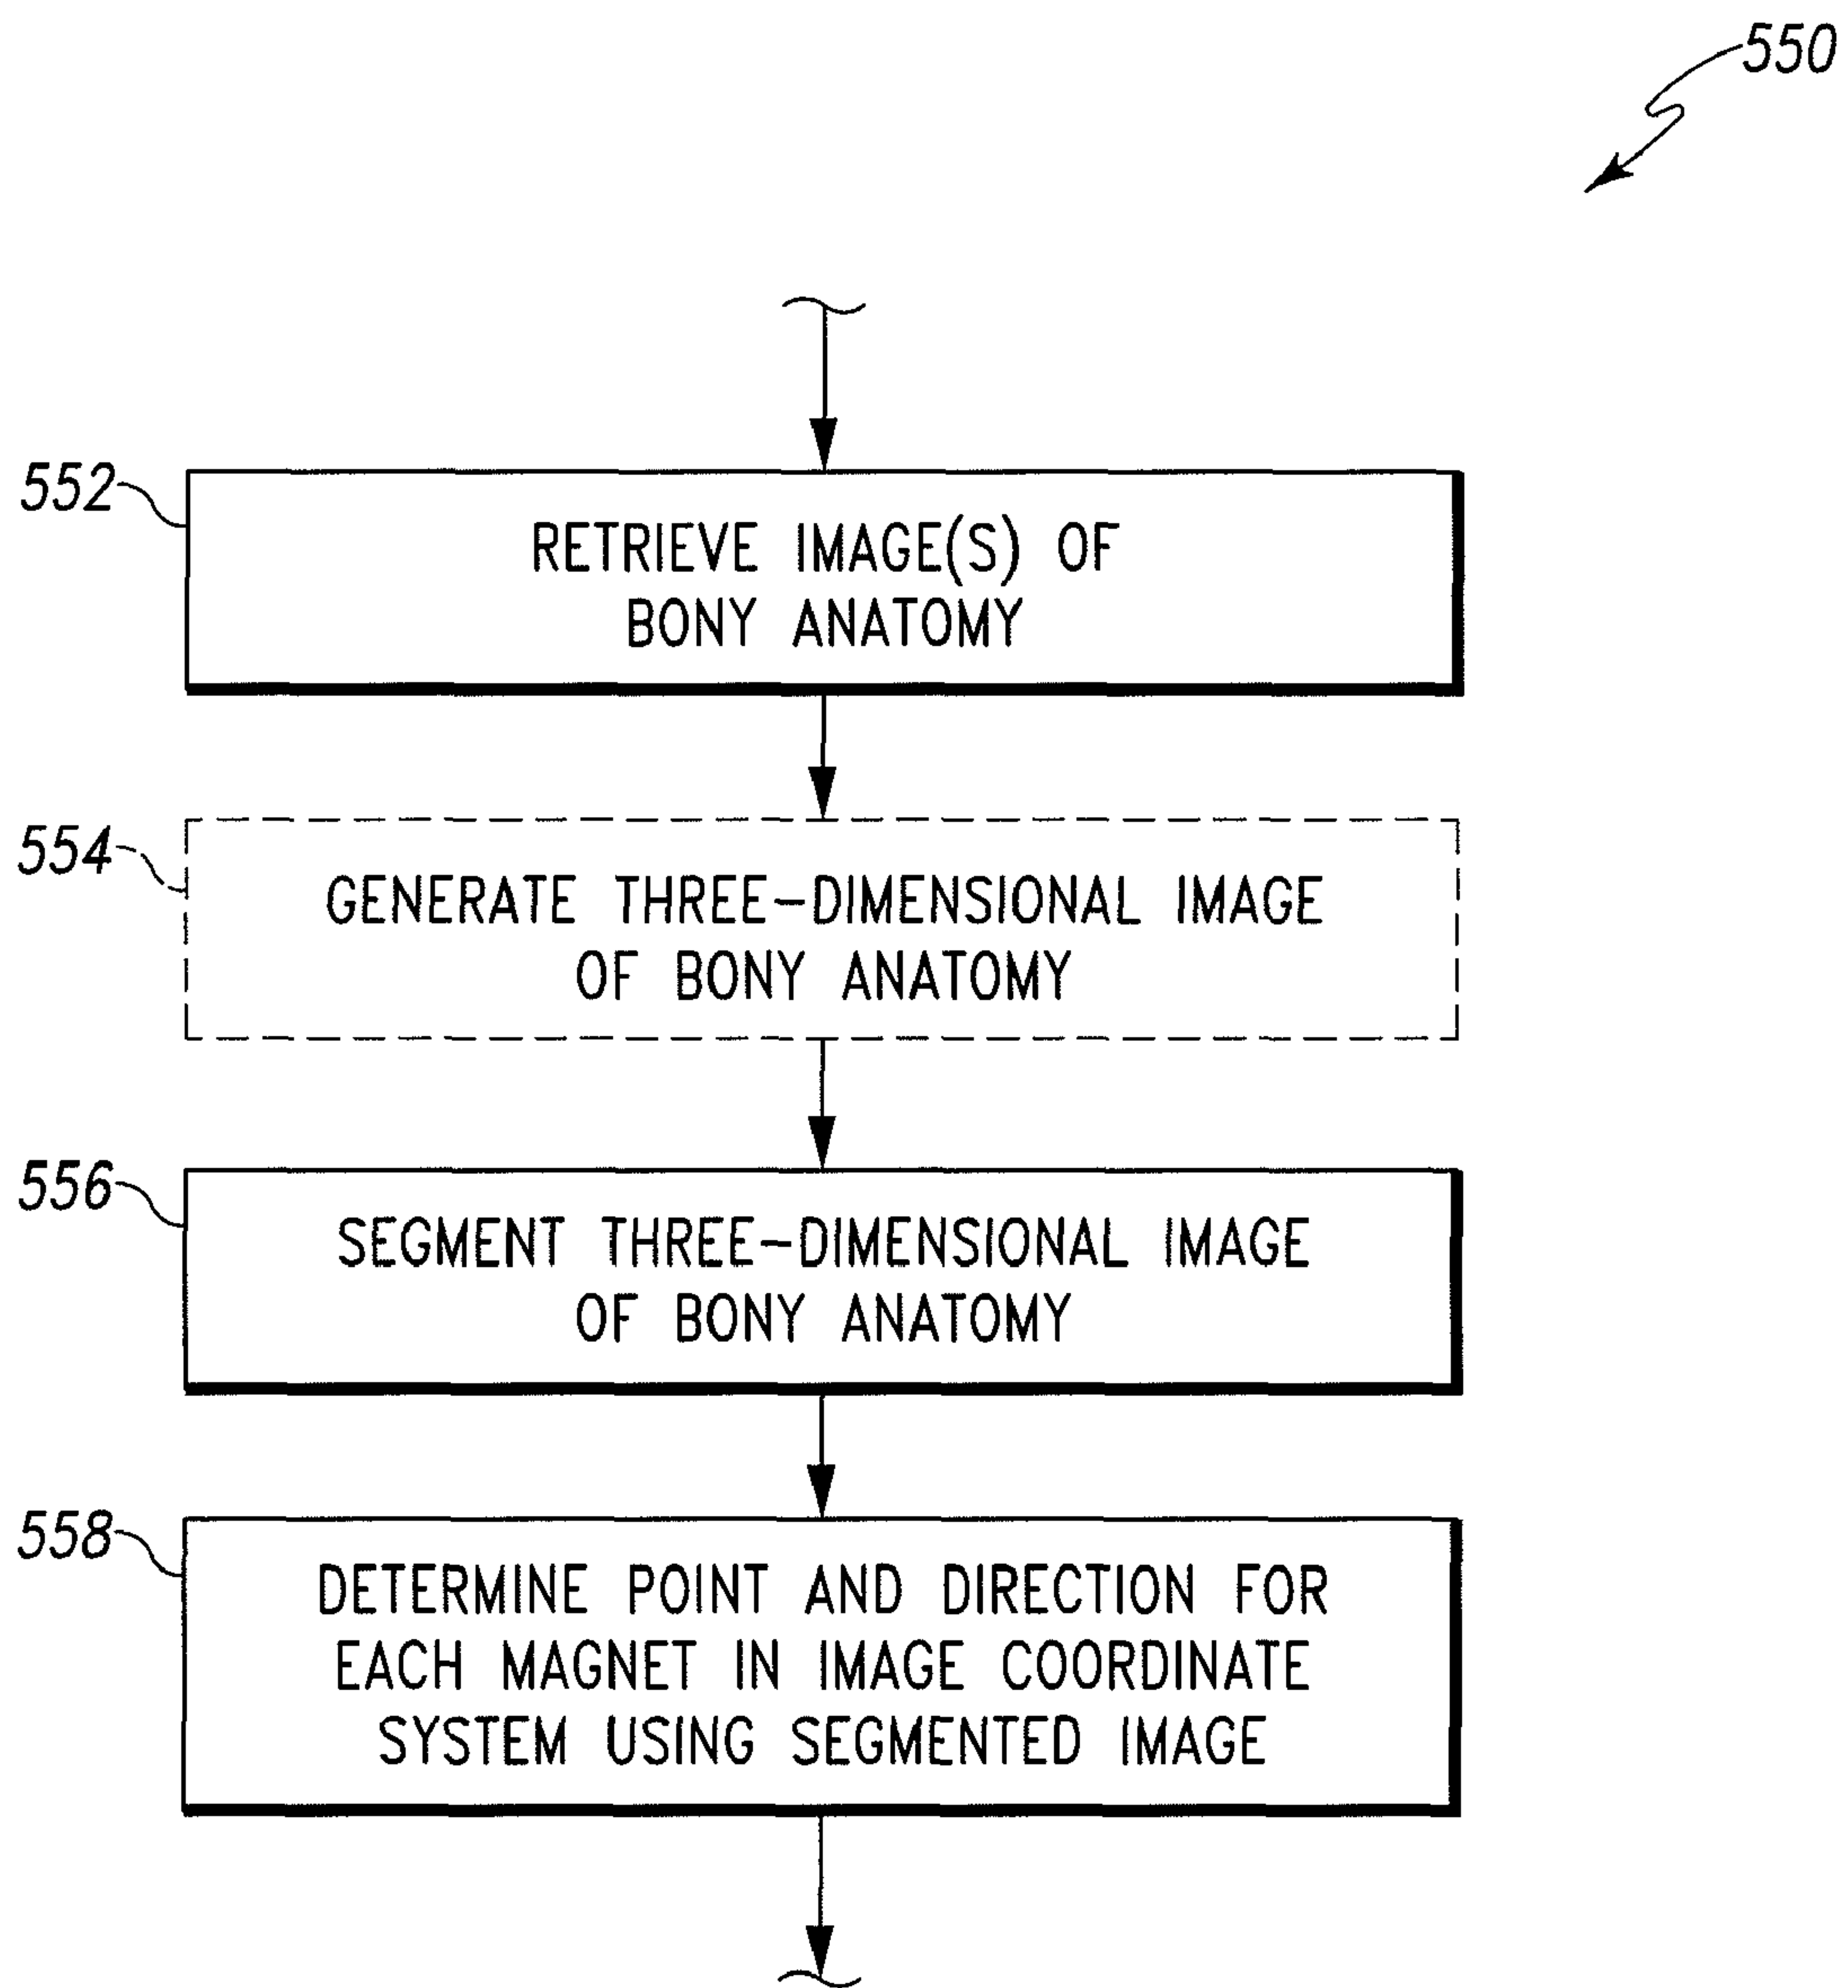 550
552
RETRIEVE IMAGE(S) OF
BONY ANATOMY
554
GENERATE THREE-DIMENSIONAL IMAGE
OF BONY ANATOMY
556
SEGMENT THREE-DIMENSIONAL IMAGE
OF BONY ANATOMY
558
DETERMINE POINT AND DIRECTION FOR
EACH MAGNET IN IMAGE COORDINATE
SYSTEM USING SEGMENTED IMAGE